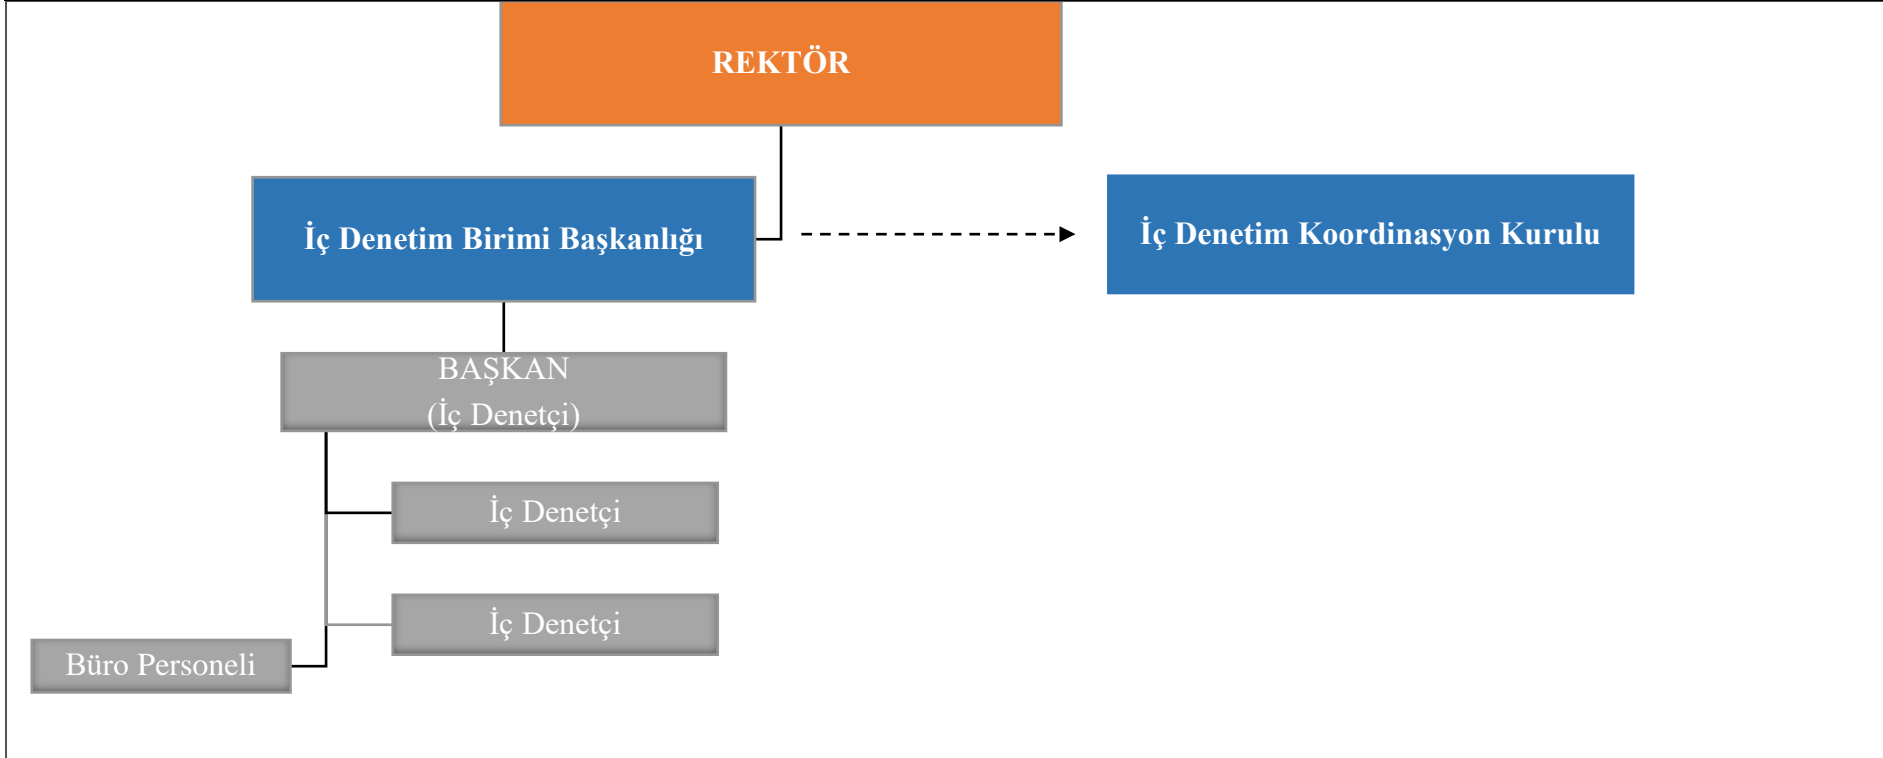 REKTÖR
İç Denetim Birimi Başkanlığı
İç Denetim Koordinasyon Kurulu
BAŞKAN
(İç Denetçi)
İç Denetçi
İç Denetçi
Büro Personeli